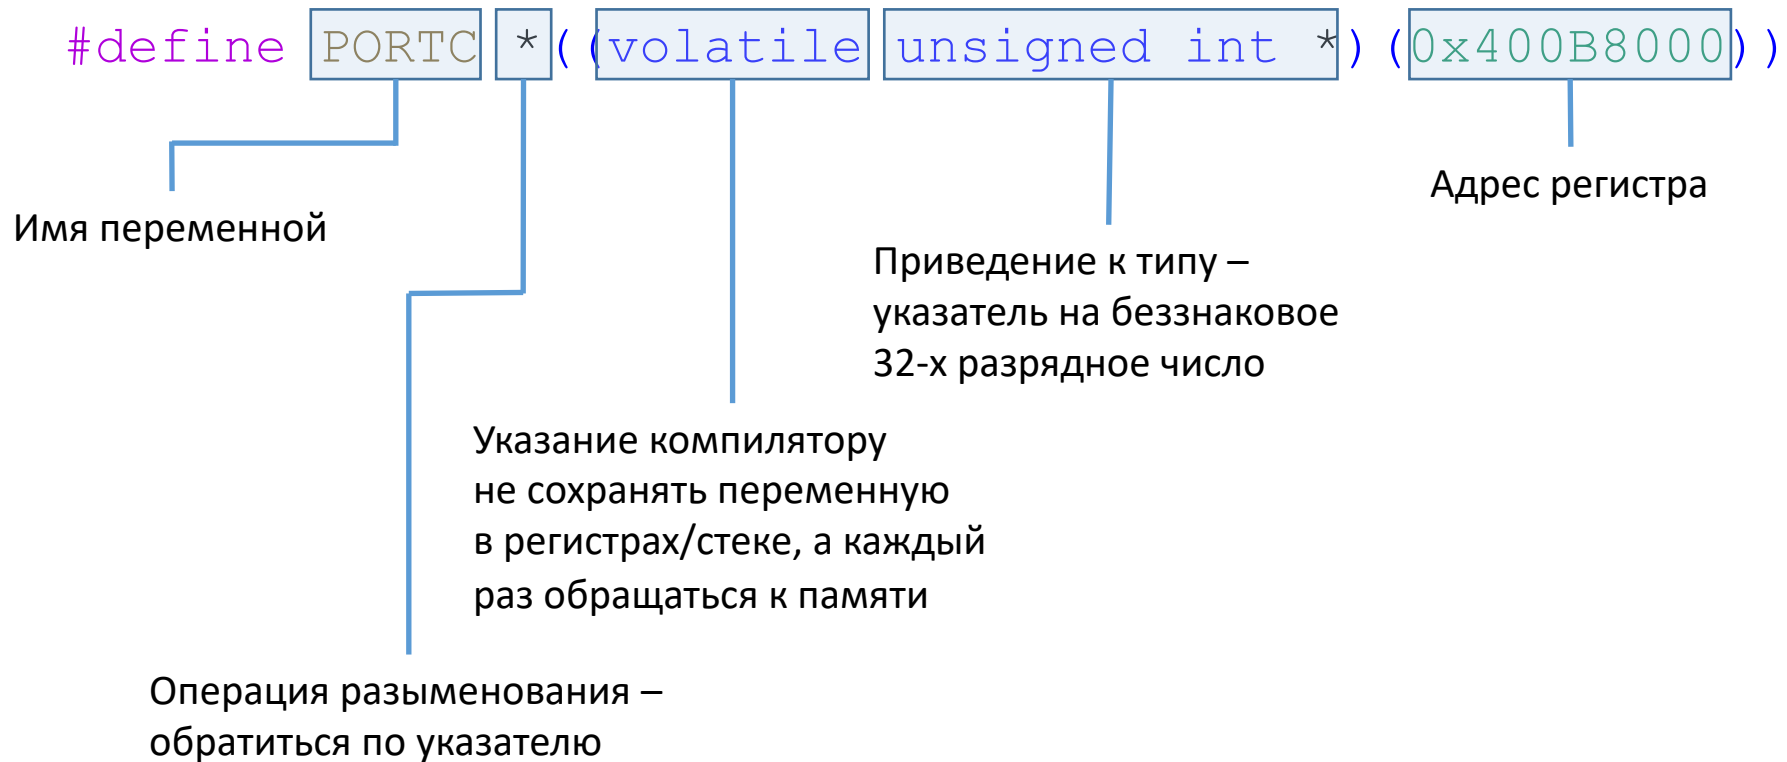 #define PORTC *((volatile unsigned int *)(0x400B8000))
Имя переменной
Адрес регистра
Приведение к типу –
указатель на беззнаковое
32-х разрядное число
Указание компилятору
не сохранять переменную
в регистрах/стеке, а каждый
раз обращаться к памяти
Операция разыменования –
обратиться по указателю